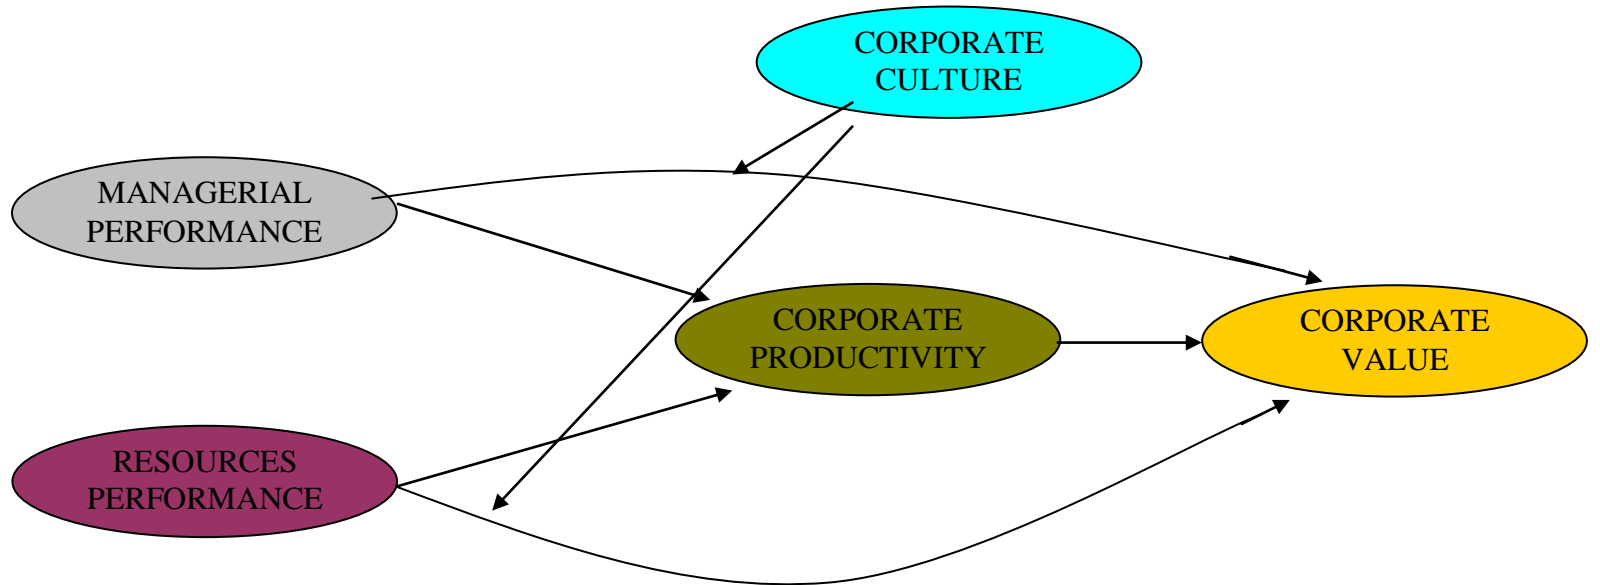 CORPORATE
CULTURE
MANAGERIAL
PERFORMANCE
CORPORATE
PRODUCTIVITY
CORPORATE
VALUE
RESOURCES
PERFORMANCE